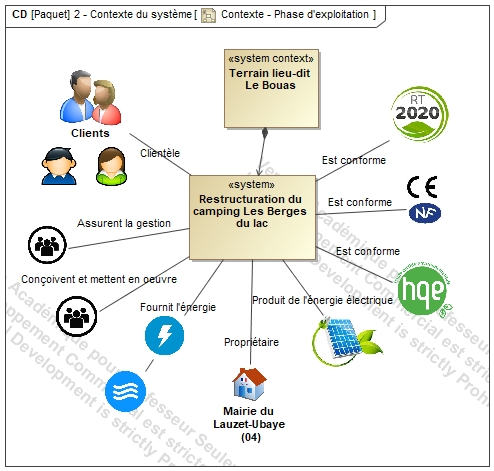 CD [Paquet] 2 - Contexte du système [ Contexte - Phase d'exploitation ]
«system context»
Terrain lieu-dit
Le Bouas
RT
2020
Clients
Clientèle
Est conforme
«system»
Restructuration du
camping Les Berges
du lac
CE
Est conforme
NF
Assurent la gestion
Est conforme
hqe
Conçoivent et mettent en oeuvre
Fournit l'énergie
Produit de l'énergie électrique
Propriétaire
Mairie du
Lauzet-Ubaye
(04)